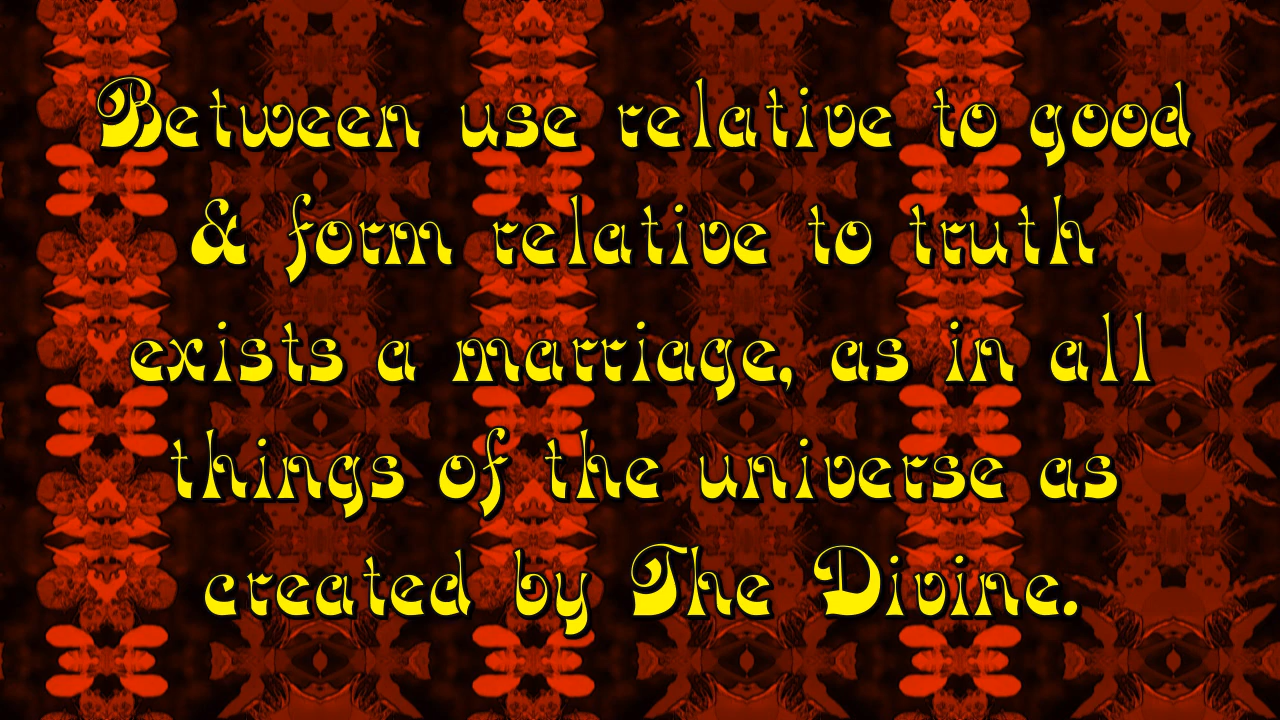 Between use relative to good
& form relative to truth
exists a marriage, as in all
things of the universe as
created by The Divine.